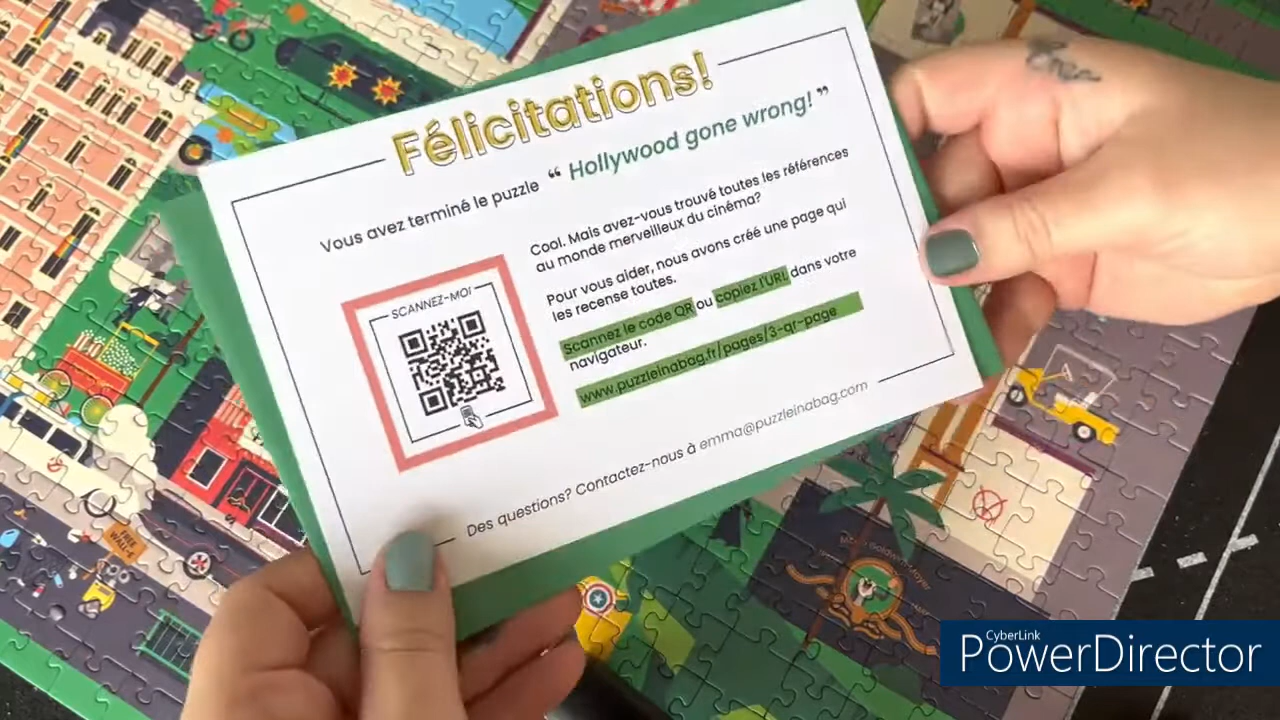 Félicitations!
Vous avez terminé le puzzle “ Hollywood gone wrong! ”
Cool. Mais avez-vous trouvé toutes les références
au monde merveilleux du cinéma?
Pour vous aider, nous avons créé une page qui
les recense toutes.
Scannez le code QR ou copiez l'URL dans votre
navigateur.
www.puzzleinabag.fr/pages/3-qr-page
SCANNEZ-MOI
Des questions? Contactez-nous à emma@puzzleinabag.com
FREE
WALL-E
CyberLink
PowerDirector